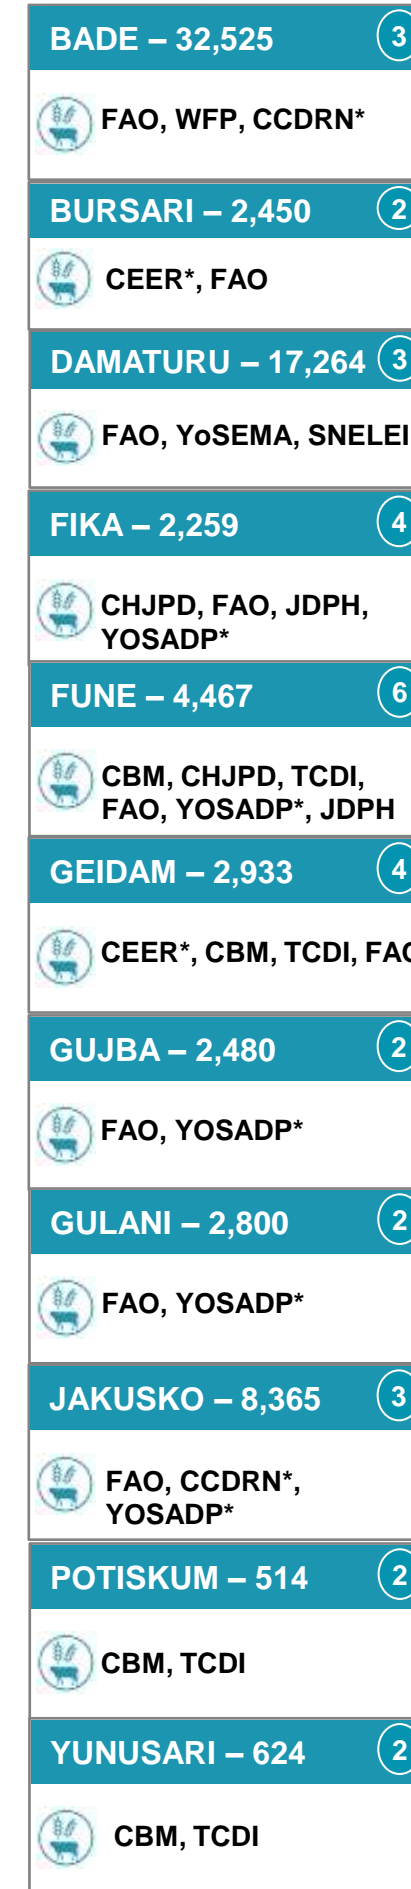 BADE – 32,525 3
FAO, WFP, CCDRN*
BURSARI – 2,450 2
CEER*, FAO
DAMATURU – 17,264 3
FAO, YoSEMA, SNELEI
FIKA – 2,259 4
CHJPD, FAO, JDPH,
YOSADP*
FUNE – 4,467 6
CBM, CHJPD, TCDI,
FAO, YOSADP*, JDPH
GEIDAM – 2,933 4
CEER*, CBM, TCDI, FAO
GUJBA – 2,480 2
FAO, YOSADP*
GULANI – 2,800 2
FAO, YOSADP*
JAKUSKO – 8,365 3
FAO, CCDRN*,
YOSADP*
POTISKUM – 514 2
CBM, TCDI
YUNUSARI – 624 2
CBM, TCDI